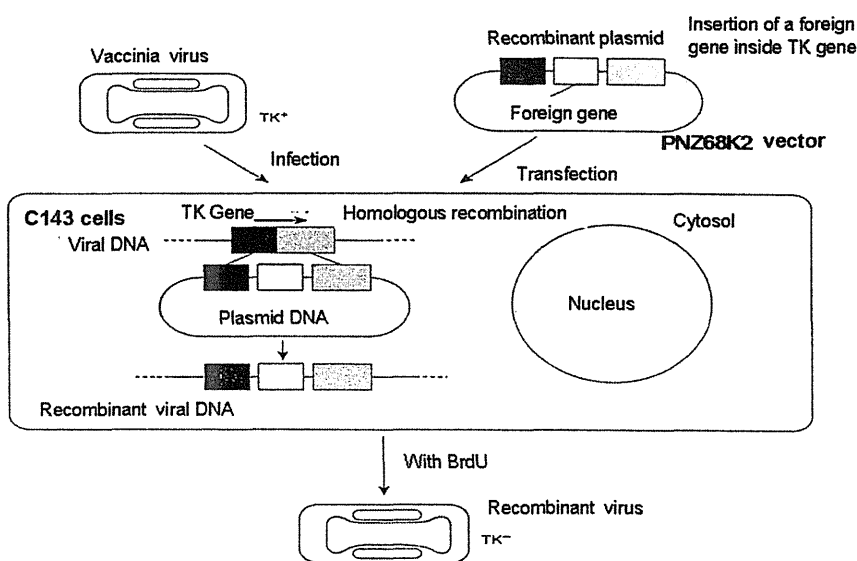 Insertion of a foreign
gene inside TK gene
Recombinant plasmid
Vaccinia virus
TK+
Foreign gene
PNZ68K2 vector
Infection
Transfection
C143 cells
TK Gene
Homologous recombination
Cytosol
Viral DNA
Nucleus
Plasmid DNA
Recombinant viral DNA
With BrdU
Recombinant virus
TK−